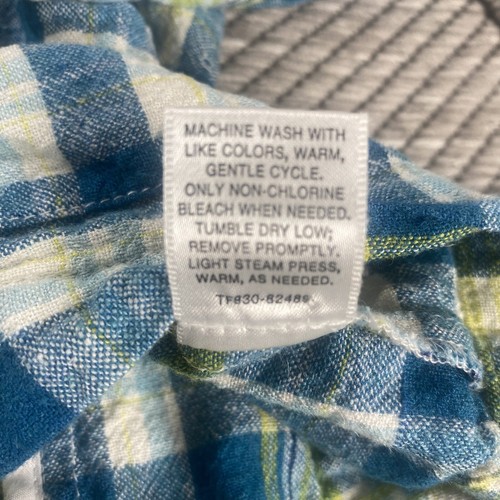 MACHINE WASH WITH
LIKE COLORS, WARM,
GENTLE CYCLE.
ONLY NON-CHLORINE
BLEACH WHEN NEEDED.
TUMBLE DRY LOW;
REMOVE PROMPTLY.
LIGHT STEAM PRESS,
WARM, AS NEEDED.